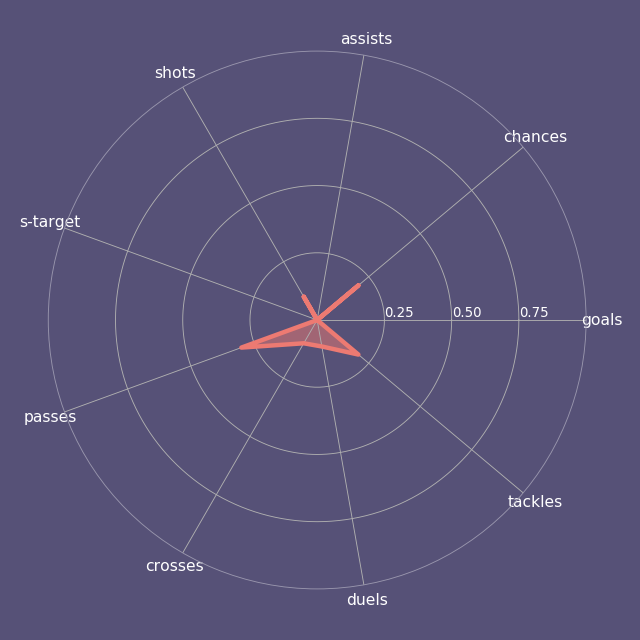 assists
shots
chances
s-target
0.25
0.50
0.75
goals
passes
tackles
crosses
duels